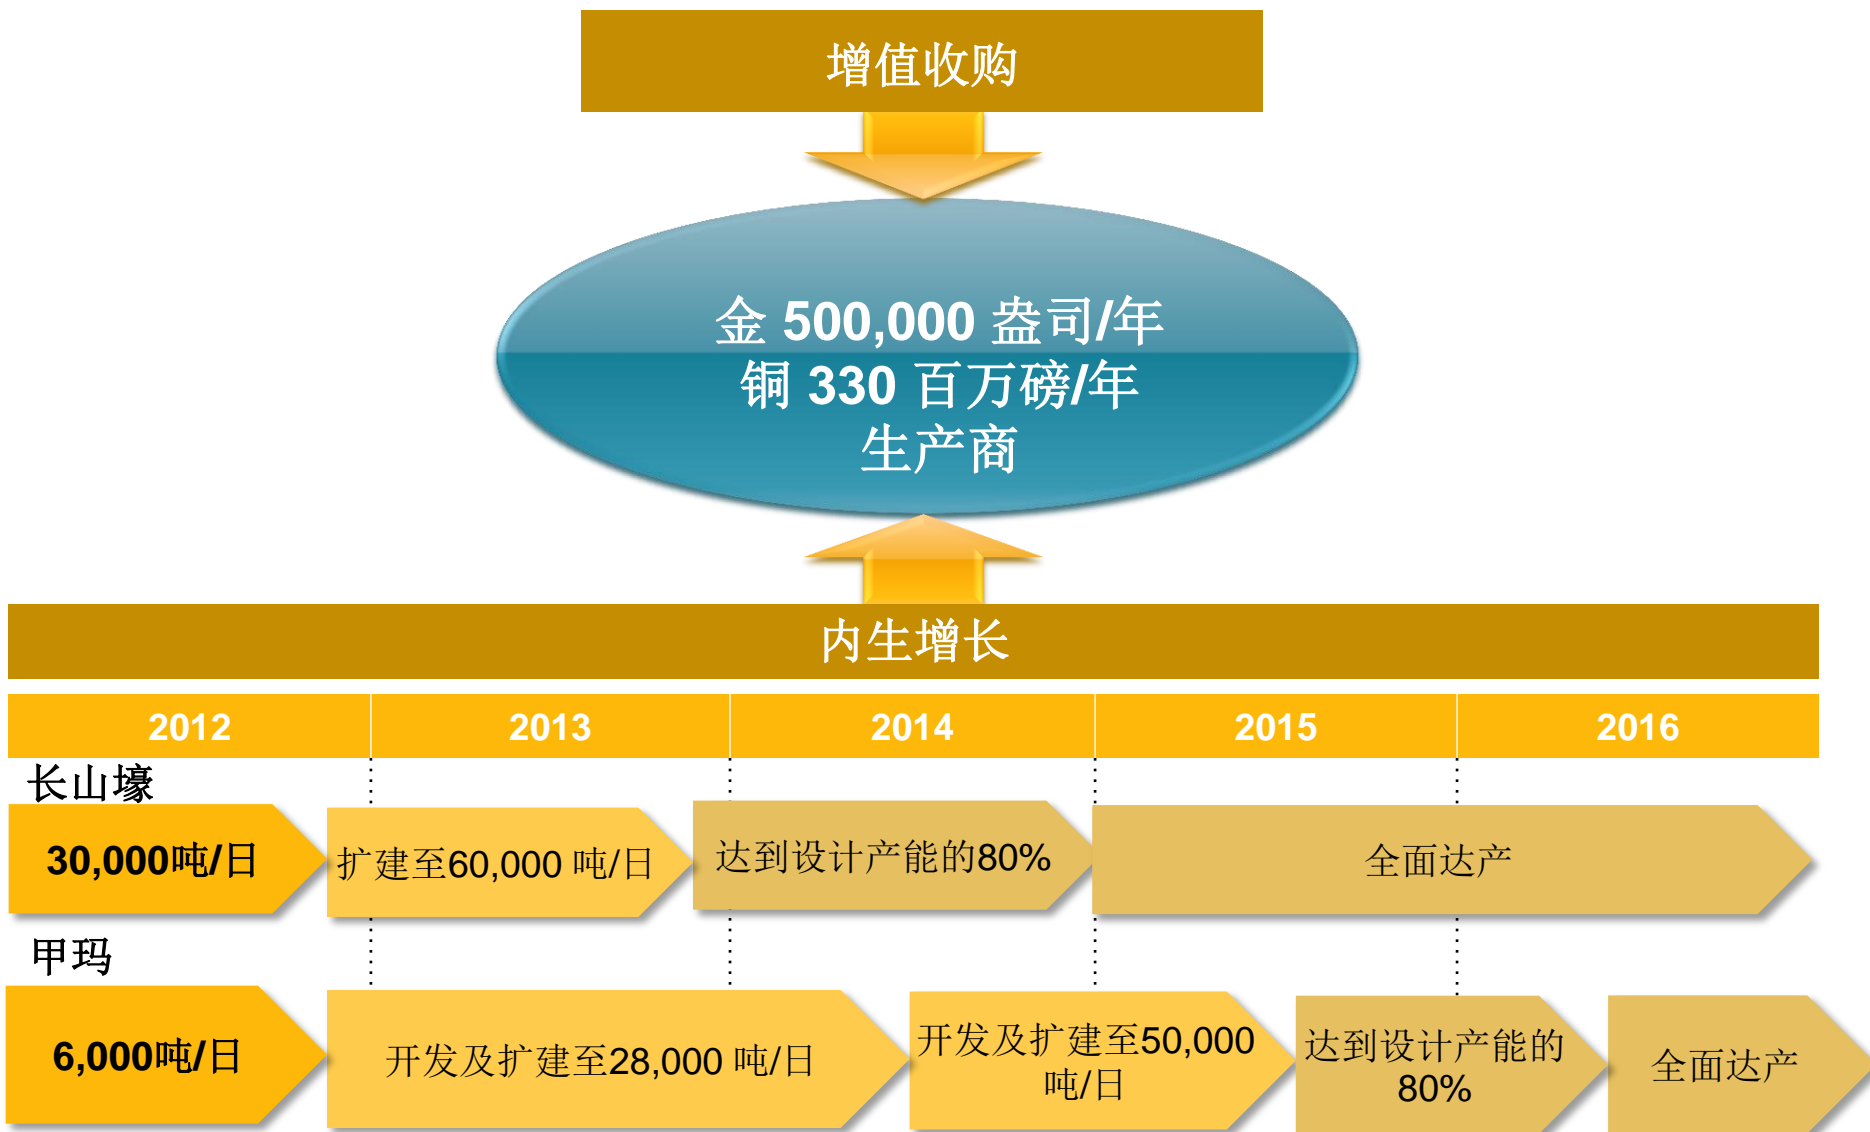 增值收购
金 500,000 盎司/年
铜 330 百万磅/年
生产商
内生增长
2012 2013 2014 2015 2016
长山壕
30,000吨/日 扩建至60,000 吨/日 达到设计产能的80% 全面达产
甲玛
6,000吨/日 开发及扩建至28,000 吨/日
开发及扩建至50,000
吨/日
达到设计产能的
80%
全面达产